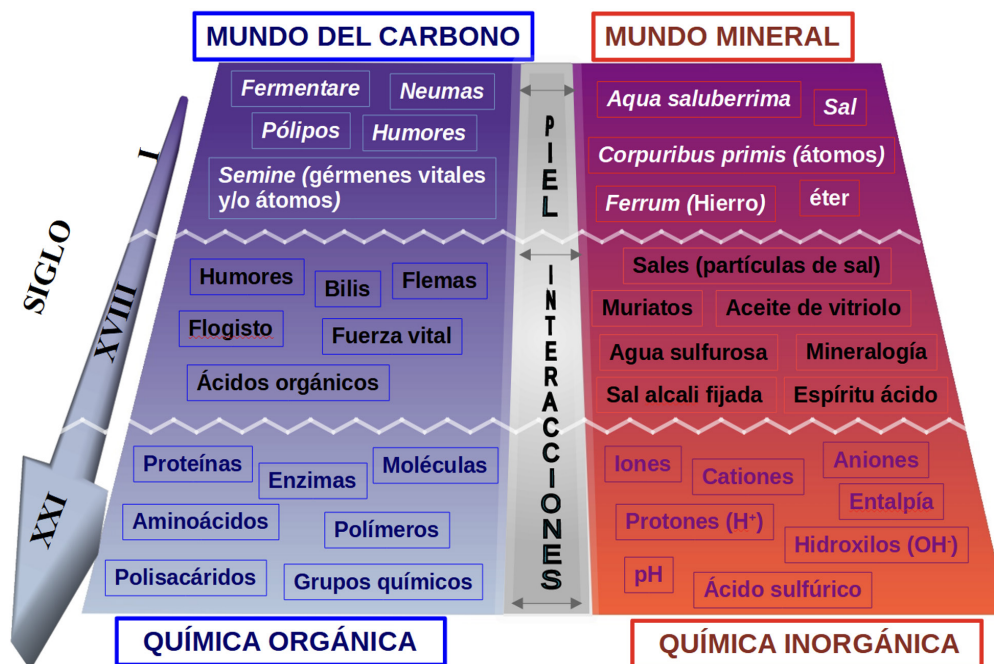 MUNDO DEL CARBONO
MUNDO MINERAL
SIGLO
I
XVIII
XXI
Fermentare
Neumas
Pólipos
Humores
Semine (gérmenes vitales
y/o átomos)
PIEL
INTERACCIONES
Aqua saluberrima
Sal
Corpuribus primis (átomos)
Ferrum (Hierro)
éter
Humores
Bilis
Flemas
Flogisto
Fuerza vital
Ácidos orgánicos
Sales (partículas de sal)
Muriatos
Aceite de vitriolo
Agua sulfurosa
Mineralogía
Sal alcali fijada
Espíritu ácido
Proteínas
Enzimas
Moléculas
Aminoácidos
Polímeros
Polisacáridos
Grupos químicos
Iones
Cationes
Aniones
Entalpía
Protones (H⁺)
Hidroxilos (OH⁻)
pH
Ácido sulfúrico
QUÍMICA ORGÁNICA
QUÍMICA INORGÁNICA